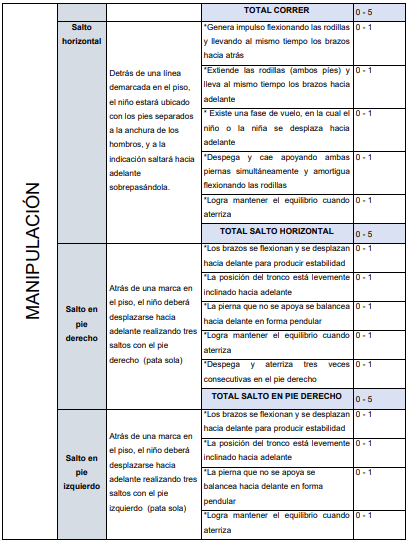 TOTAL CORRER 0 - 5
MANIPULACIÓN
Salto
horizontal
Detrás de una línea
demarcada en el piso,
el niño estará ubicado
con los pies separados
a la anchura de los
hombros, y a la
indicación saltará hacia
adelante
sobrepasándola.
*Genera impulso flexionando las rodillas
y llevando al mismo tiempo los brazos
hacia atrás
0 - 1
*Extiende las rodillas (ambos pies) y
lleva al mismo tiempo los brazos hacia
adelante
0 - 1
* Existe una fase de vuelo, en la cual el
niño o la niña se desplaza hacia
adelante
0 - 1
*Despega y cae apoyando ambas
piernas simultáneamente y amortigua
flexionando las rodillas
0 - 1
*Logra mantener el equilibrio cuando
aterriza
0 - 1
TOTAL SALTO HORIZONTAL 0 - 5
Salto en
pie
derecho
Atrás de una marca en
el piso, el niño deberá
desplazarse hacia
adelante realizando tres
saltos con el pie
derecho (pata sola)
*Los brazos se flexionan y se desplazan
hacia delante para producir estabilidad
0 - 1
*La posición del tronco está levemente
inclinado hacia adelante
0 - 1
*La pierna que no se apoya se balancea
hacia delante en forma pendular
0 - 1
*Logra mantener el equilibrio cuando
aterriza
0 - 1
*Despega y aterriza tres veces
consecutivas en el pie derecho
0 - 1
TOTAL SALTO EN PIE DERECHO 0 - 5
Salto en
pie
izquierdo
Atrás de una marca en
el piso, el niño deberá
desplazarse hacia
adelante realizando tres
saltos con el pie
izquierdo (pata sola)
*Los brazos se flexionan y se desplazan
hacia delante para producir estabilidad
0 - 1
*La posición del tronco está levemente
inclinado hacia adelante
0 - 1
*La pierna que no se apoya se
balancea hacia delante en forma
pendular
0 - 1
*Logra mantener el equilibrio cuando
aterriza
0 - 1